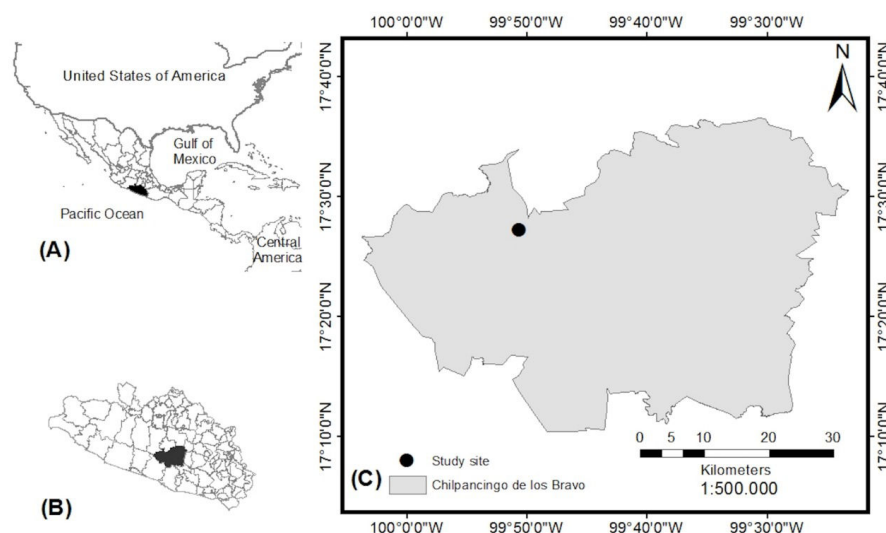 United States of America
Gulf of
Mexico
Pacific Ocean
Central
America
(A)
(B)
100°0'0"W 99°50'0"W 99°40'0"W 99°30'0"W
N
17°40'0"N 17°40'0"N
17°30'0"N 17°30'0"N
17°20'0"N 17°20'0"N
17°10'0"N 17°10'0"N
0 5 10 20 30
Kilometers
1:500.000
Study site
Chilpancingo de los Bravo
(C)
100°0'0"W 99°50'0"W 99°40'0"W 99°30'0"W